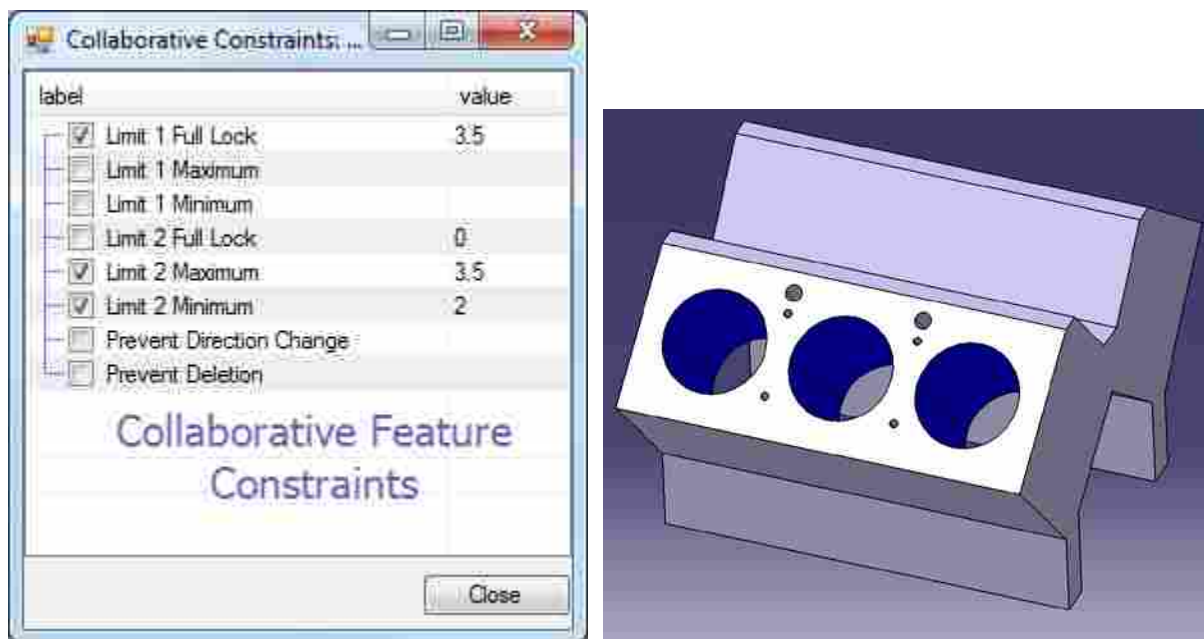 Collaborative Constraints: ...
label value
Limit 1 Full Lock 3.5
Limit 1 Maximum
Limit 1 Minimum
Limit 2 Full Lock 0
Limit 2 Maximum 3.5
Limit 2 Minimum 2
Prevent Direction Change
Prevent Deletion
Collaborative Feature
Constraints
Close